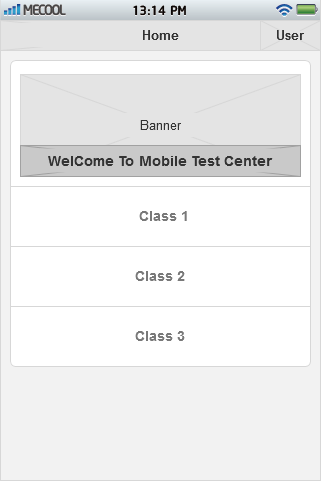 MECOOL 13:14 PM
Home User
Banner
WelCome To Mobile Test Center
Class 1
Class 2
Class 3